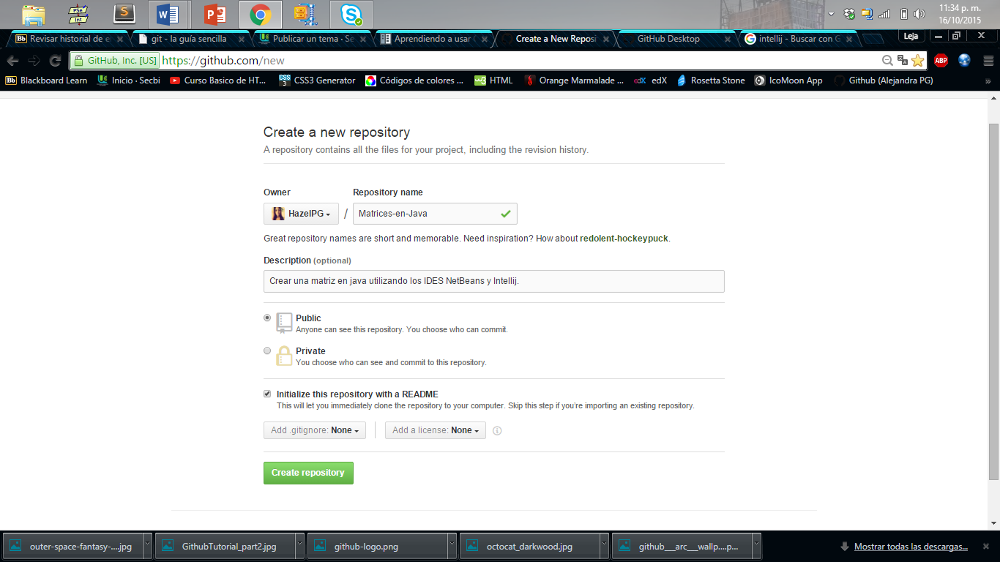 PSe
Int
11:34 p. m.
16/10/2015
Revisar historial de e
git - la guía sencilla
Publicar un tema · Se
Aprendiendo a usar
Create a New Reposi
GitHub Desktop
intellij - Buscar con G
Leja
GitHub, Inc. [US] https://github.com/new
ABP
Bb Blackboard Learn
Inicio · Secbi
Curso Basico de HT...
CSS3 Generator
Códigos de colores ...
HTML
Orange Marmalade ...
edX edX
Rosetta Stone
IcoMoon App
Github (Alejandra PG)
»
Create a new repository
A repository contains all the files for your project, including the revision history.
Owner Repository name
HazelPG / Matrices-en-Java
Great repository names are short and memorable. Need inspiration? How about redolent-hockeypuck.
Description (optional)
Crear una matriz en java utilizando los IDES NetBeans y Intellij.
Public
Anyone can see this repository. You choose who can commit.
Private
You choose who can see and commit to this repository.
Initialize this repository with a README
This will let you immediately clone the repository to your computer. Skip this step if you're importing an existing repository.
Add .gitignore: None Add a license: None
Create repository
outer-space-fantasy-....jpg
GithubTutorial_part2.jpg
github-logo.png
octocat_darkwood.jpg
github___arc___wallp....p...
Mostrar todas las descargas...